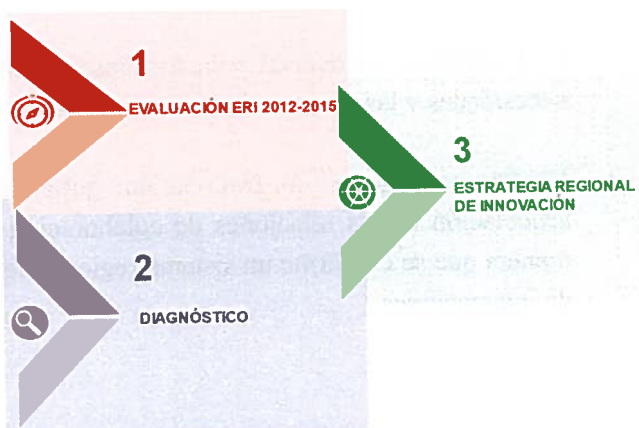 1
EVALUACIÓN ERI 2012-2015
3
ESTRATEGIA REGIONAL
DE INNOVACIÓN
2
DIAGNÓSTICO